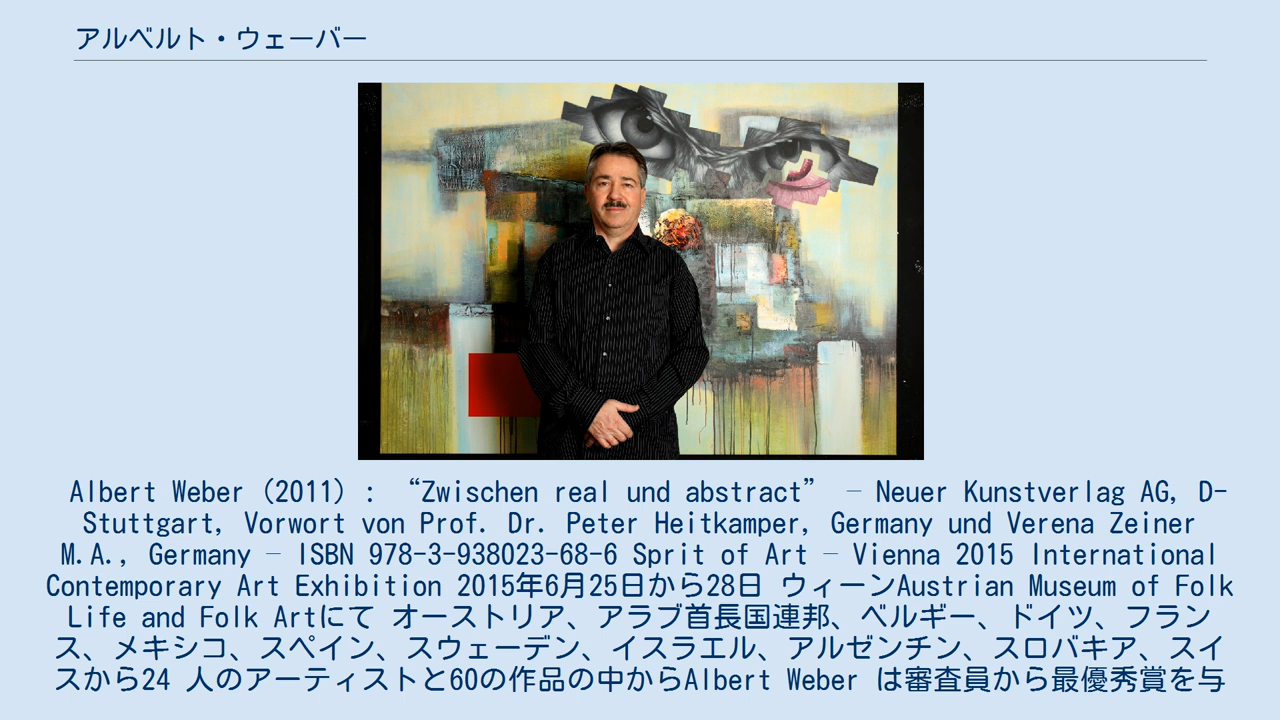 アルベルト・ウェーバー
Albert Weber (2011) : “Zwischen real und abstract” – Neuer Kunstverlag AG, D-
Stuttgart, Vorwort von Prof. Dr. Peter Heitkamper, Germany und Verena Zeiner
M.A., Germany – ISBN 978-3-938023-68-6 Sprit of Art – Vienna 2015 International
Contemporary Art Exhibition 2015年6月25日から28日 ウィーンAustrian Museum of Folk
Life and Folk Artにて オーストリア、アラブ首長国連邦、ベルギー、ドイツ、フラン
ス、メキシコ、スペイン、スウェーデン、イスラエル、アルゼンチン、スロバキア、スイ
スから24 人のアーティストと60の作品の中からAlbert Weber は審査員から最優秀賞を与